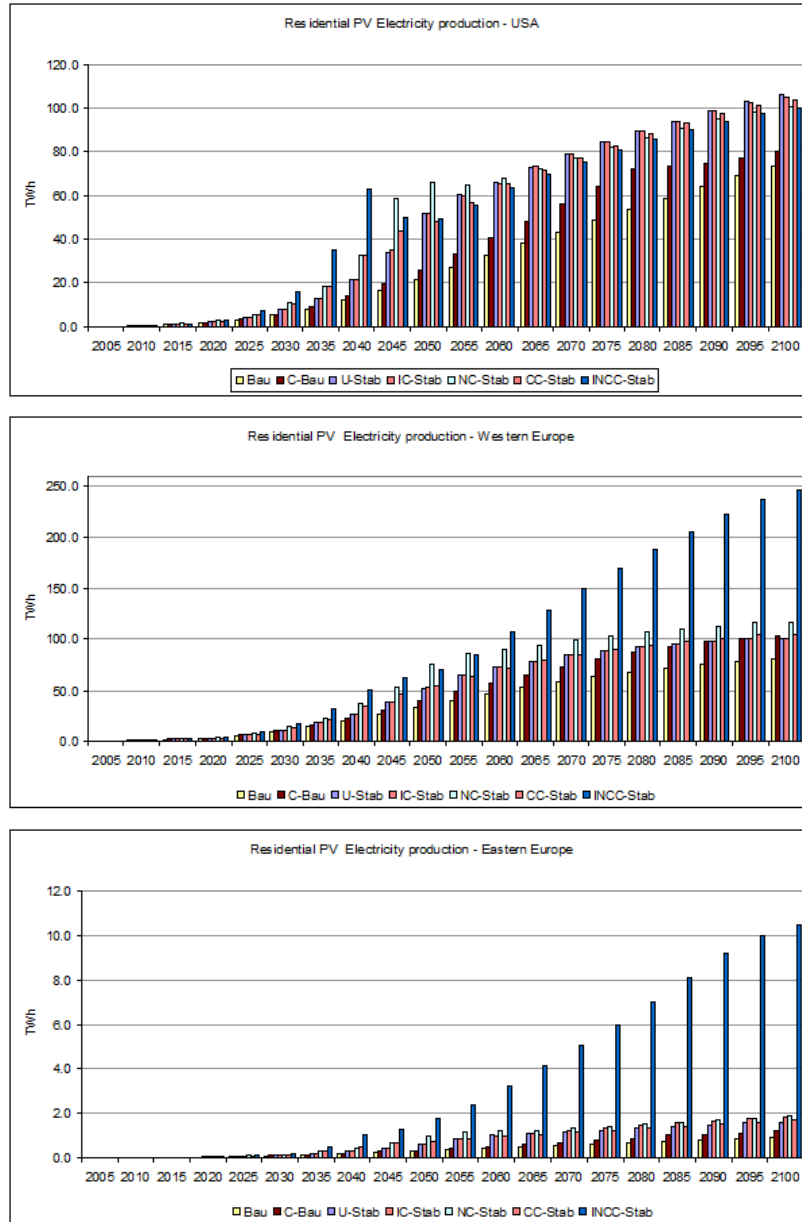 Residential PV Electricity production - USA
120.0
100.0
80.0
60.0
40.0
20.0
0.0
TWh
2005 2010 2015 2020 2025 2030 2035 2040 2045 2050 2055 2060 2065 2070 2075 2080 2085 2090 2095 2100
Bau C-Bau U-Stab IC-Stab NC-Stab CC-Stab INCC-Stab
Residential PV Electricity production - Western Europe
250.0
200.0
150.0
100.0
50.0
0.0
TWh
2005 2010 2015 2020 2025 2030 2035 2040 2045 2050 2055 2060 2065 2070 2075 2080 2085 2090 2095 2100
Bau C-Bau U-Stab IC-Stab NC-Stab CC-Stab INCC-Stab
Residential PV Electricity production - Eastern Europe
12.0
10.0
8.0
6.0
4.0
2.0
0.0
TWh
2005 2010 2015 2020 2025 2030 2035 2040 2045 2050 2055 2060 2065 2070 2075 2080 2085 2090 2095 2100
Bau C-Bau U-Stab IC-Stab NC-Stab CC-Stab INCC-Stab